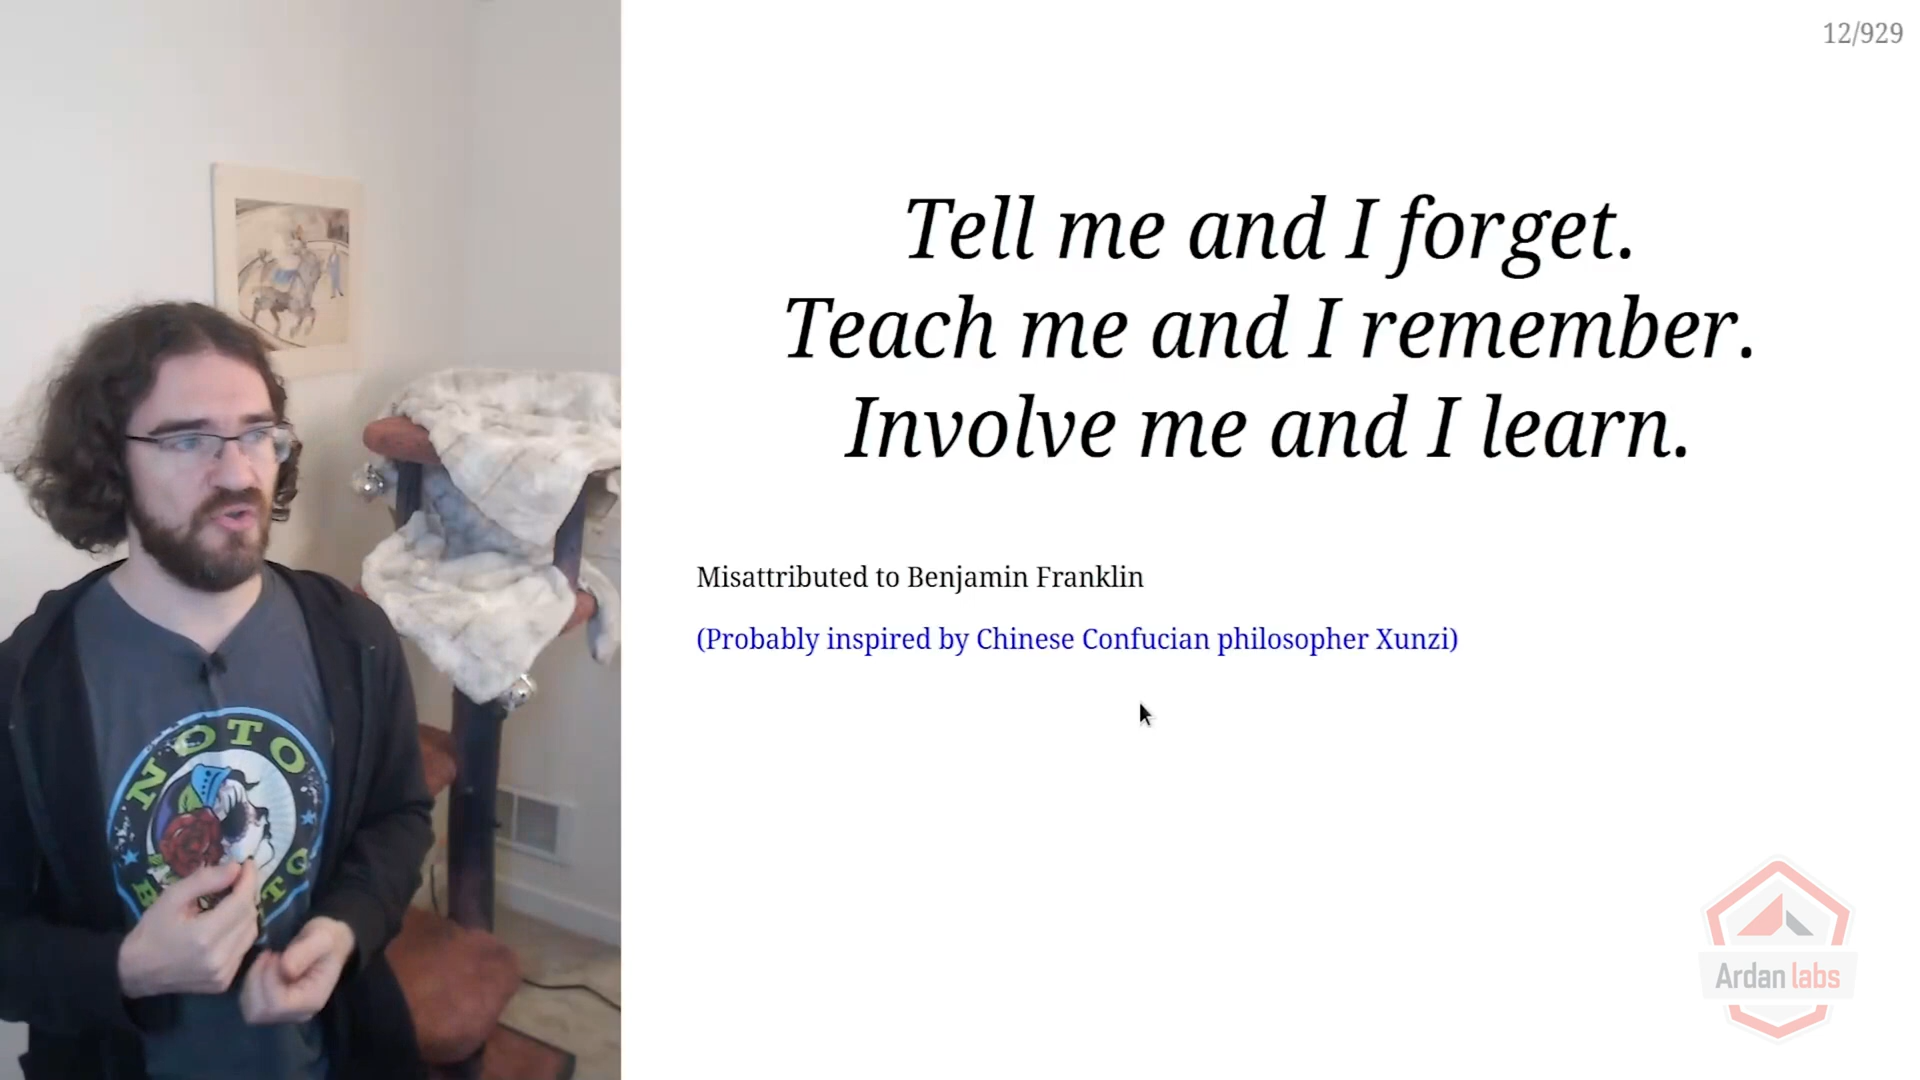 12/929
Tell me and I forget.
Teach me and I remember.
Involve me and I learn.
Misattributed to Benjamin Franklin
(Probably inspired by Chinese Confucian philosopher Xunzi)
NOTO
Ardan labs